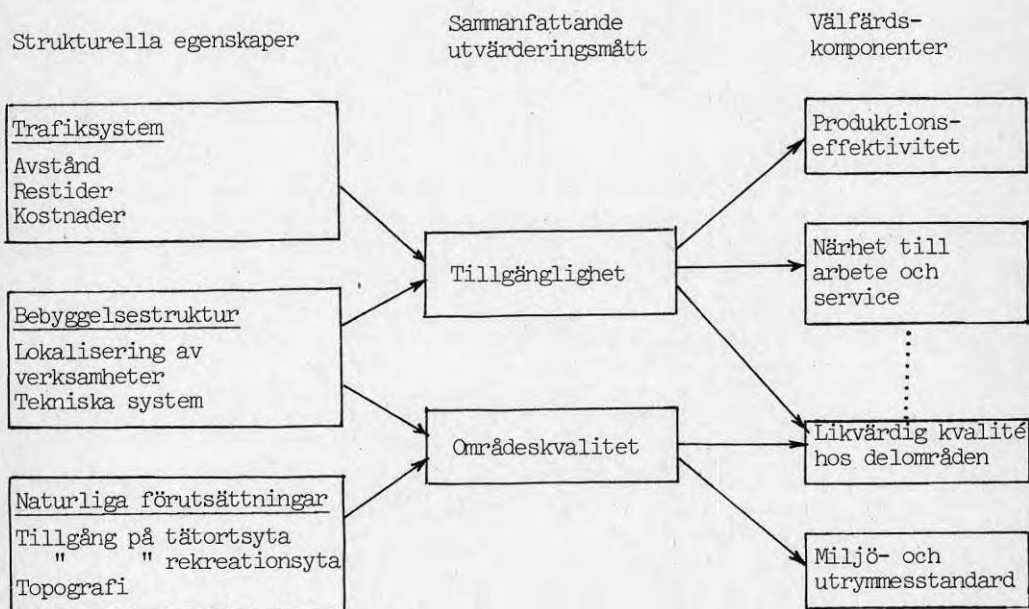 Strukturella egenskaper
Sammanfattande
utvärderingsmått
Välfärds-
komponenter
Trafiksystem
Avstånd
Restider
Kostnader
Bebyggelsestruktur
Lokalisering av
verksamheter
Tekniska system
Naturliga förutsättningar
Tillgång på tätortsyta
" " rekreationsyta
Topografi
Tillgänglighet
Områdeskvalitet
Produktions-
effektivitet
Närhet till
arbete och
service
Likvärdig kvalité
hos delområden
Miljö- och
utrymmesstandard